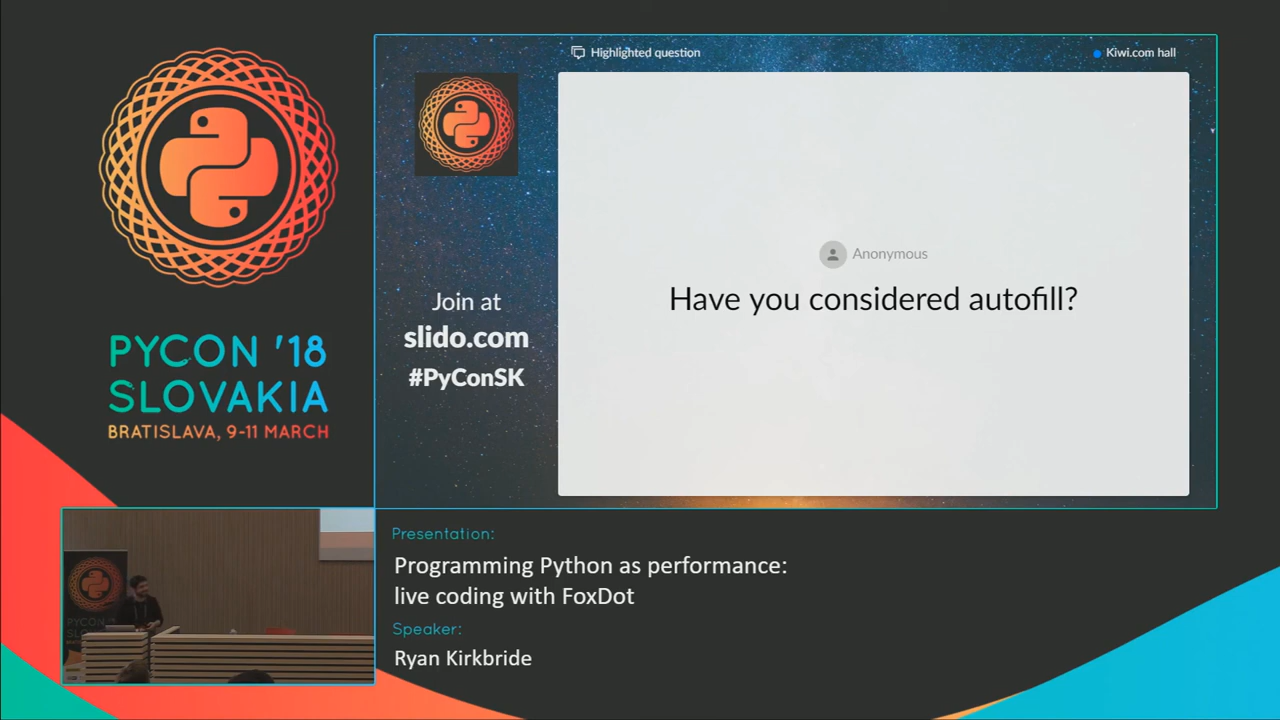 PYCON '18
SLOVAKIA
BRATISLAVA, 9-11 MARCH
Highlighted question
Kiwi.com hall
Join at
slido.com
#PyConSK
Anonymous
Have you considered autofill?
Presentation:
Programming Python as performance:
live coding with FoxDot
Speaker:
Ryan Kirkbride